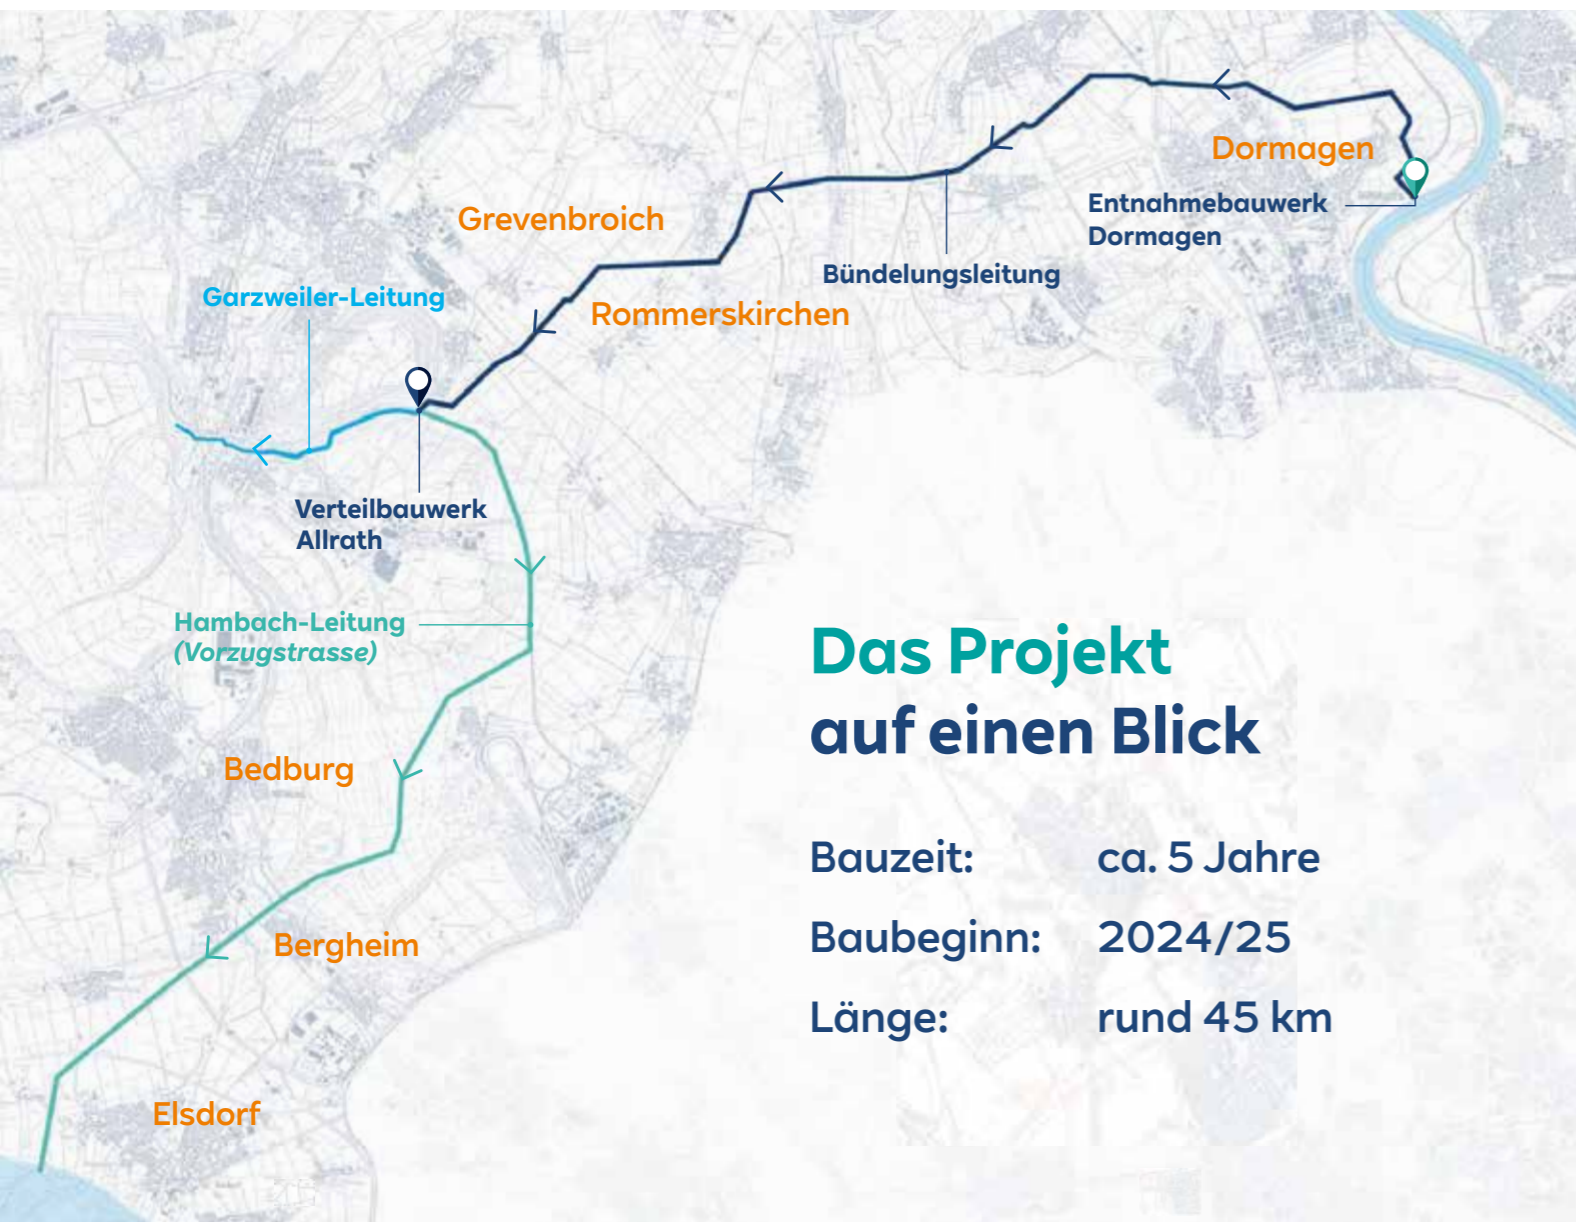 Dormagen
Entnahmebauwerk
Dormagen
Grevenbroich
Bündelungsleitung
Garzweiler-Leitung
Rommerskirchen
Verteilbauwerk
Allrath
Hambach-Leitung
(Vorzugstrasse)
Bedburg
Bergheim
Elsdorf
Das Projekt
auf einen Blick
Bauzeit: ca. 5 Jahre
Baubeginn: 2024/25
Länge: rund 45 km